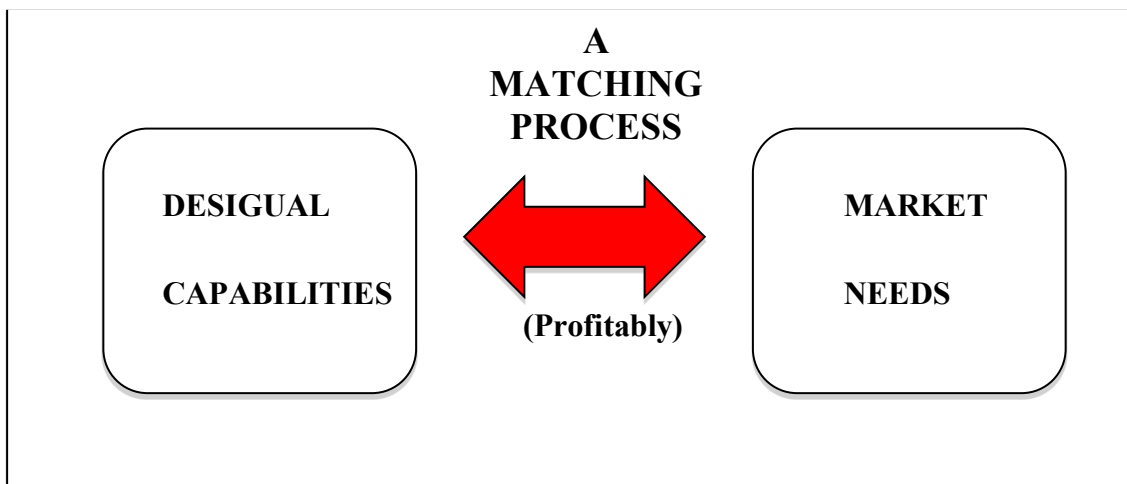 A
MATCHING
PROCESS
DESIGUAL
CAPABILITIES
(Profitably)
MARKET
NEEDS